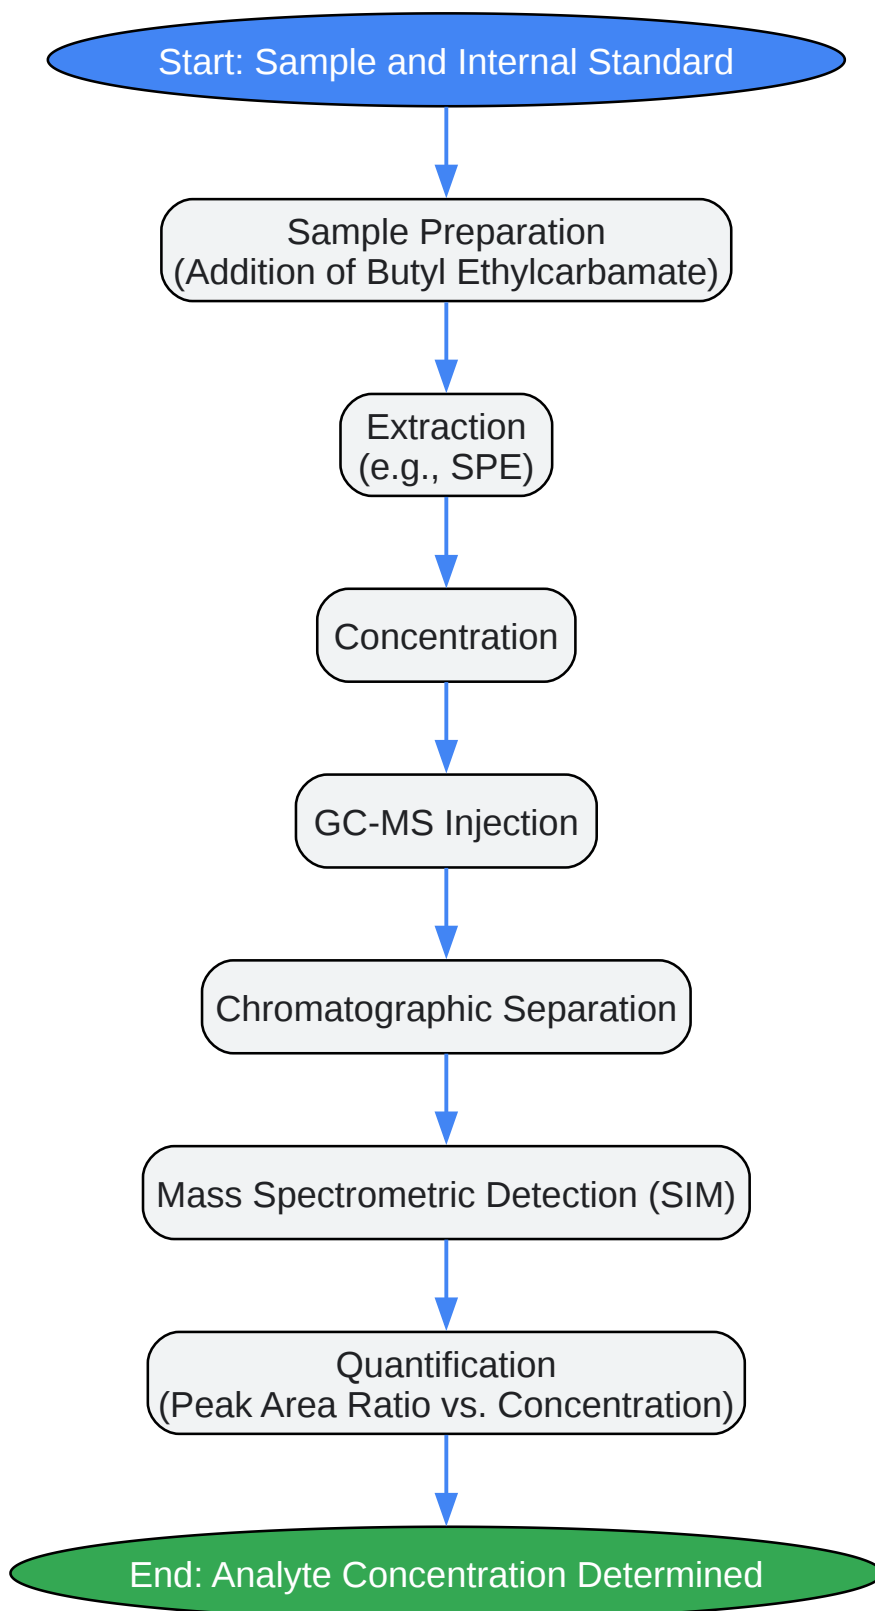 Start: Sample and Internal Standard
Sample Preparation
(Addition of Butyl Ethylcarbamate)
Extraction
(e.g., SPE)
Concentration
GC-MS Injection
Chromatographic Separation
Mass Spectrometric Detection (SIM)
Quantification
(Peak Area Ratio vs. Concentration)
End: Analyte Concentration Determined